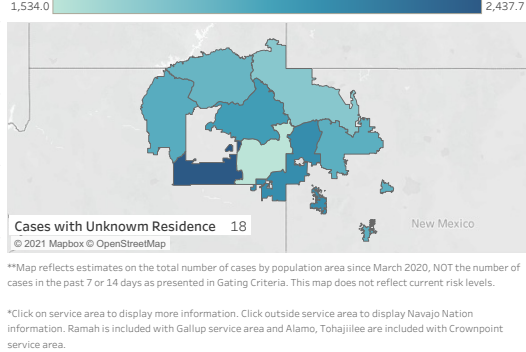 1,534.0 2,437.7
New Mexico
Cases with Unknowm Residence 18
© 2021 Mapbox © OpenStreetMap
**Map reflects estimates on the total number of cases by population area since March 2020, NOT the number of
cases in the past 7 or 14 days as presented in Gating Criteria. This map does not reflect current risk levels.
*Click on service area to display more information. Click outside service area to display Navajo Nation
information. Ramah is included with Gallup service area and Alamo, Tohajiilee are included with Crownpoint
service area.